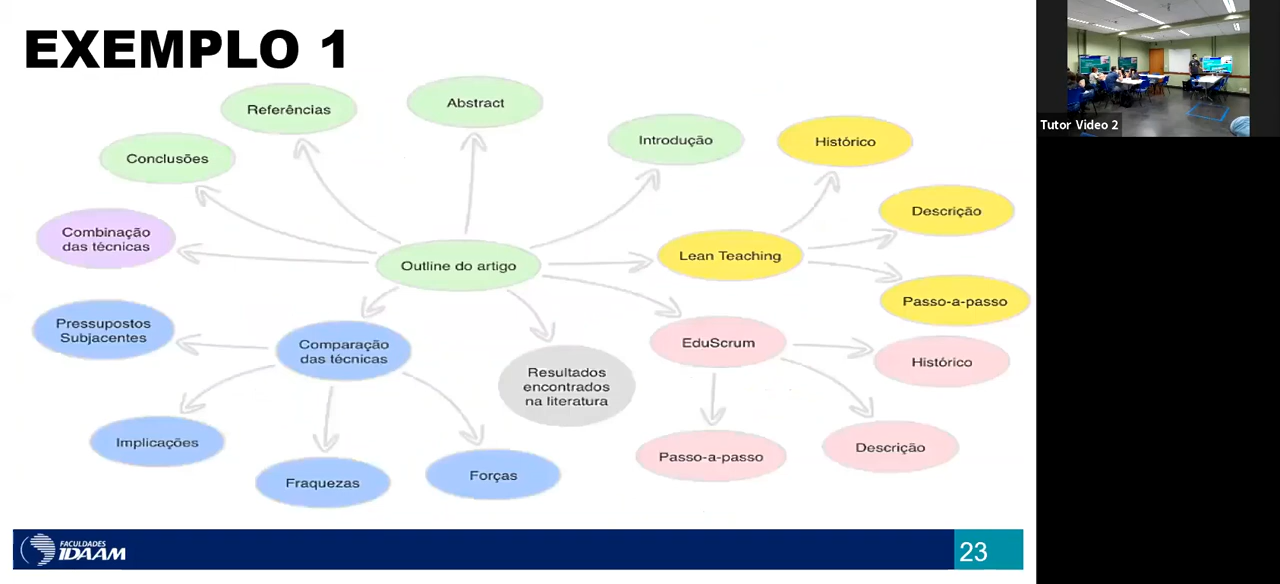 EXEMPLO 1
Referências
Abstract
Introdução
Histórico
Conclusões
Descrição
Combinação
das técnicas
Outline do artigo
Lean Teaching
Passo-a-passo
Pressupostos
Subjacentes
Comparação
das técnicas
EduScrum
Histórico
Resultados
encontrados
na literatura
Implicações
Fraquezas
Forças
Passo-a-passo
Descrição
FACULDADES
IDAAM
23
Tutor Video 2